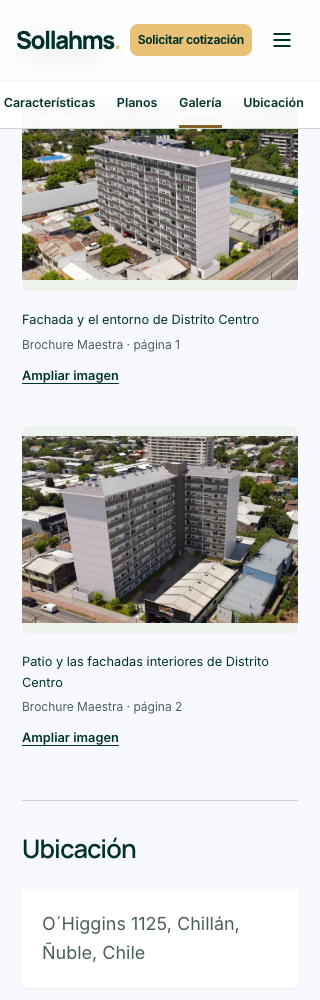 Sollahms.
Solicitar cotización
Características Planos Galería Ubicación
Fachada y el entorno de Distrito Centro
Brochure Maestra · página 1
Ampliar imagen
Patio y las fachadas interiores de Distrito
Centro
Brochure Maestra · página 2
Ampliar imagen
Ubicación
O´Higgins 1125, Chillán,
Ñuble, Chile